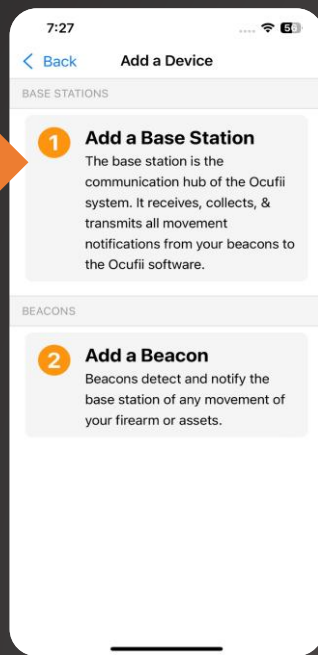 7:27 56
Back Add a Device
BASE STATIONS
1 Add a Base Station
The base station is the
communication hub of the Ocufii
system. It receives, collects, &
transmits all movement
notifications from your beacons to
the Ocufii software.
BEACONS
2 Add a Beacon
Beacons detect and notify the
base station of any movement of
your firearm or assets.